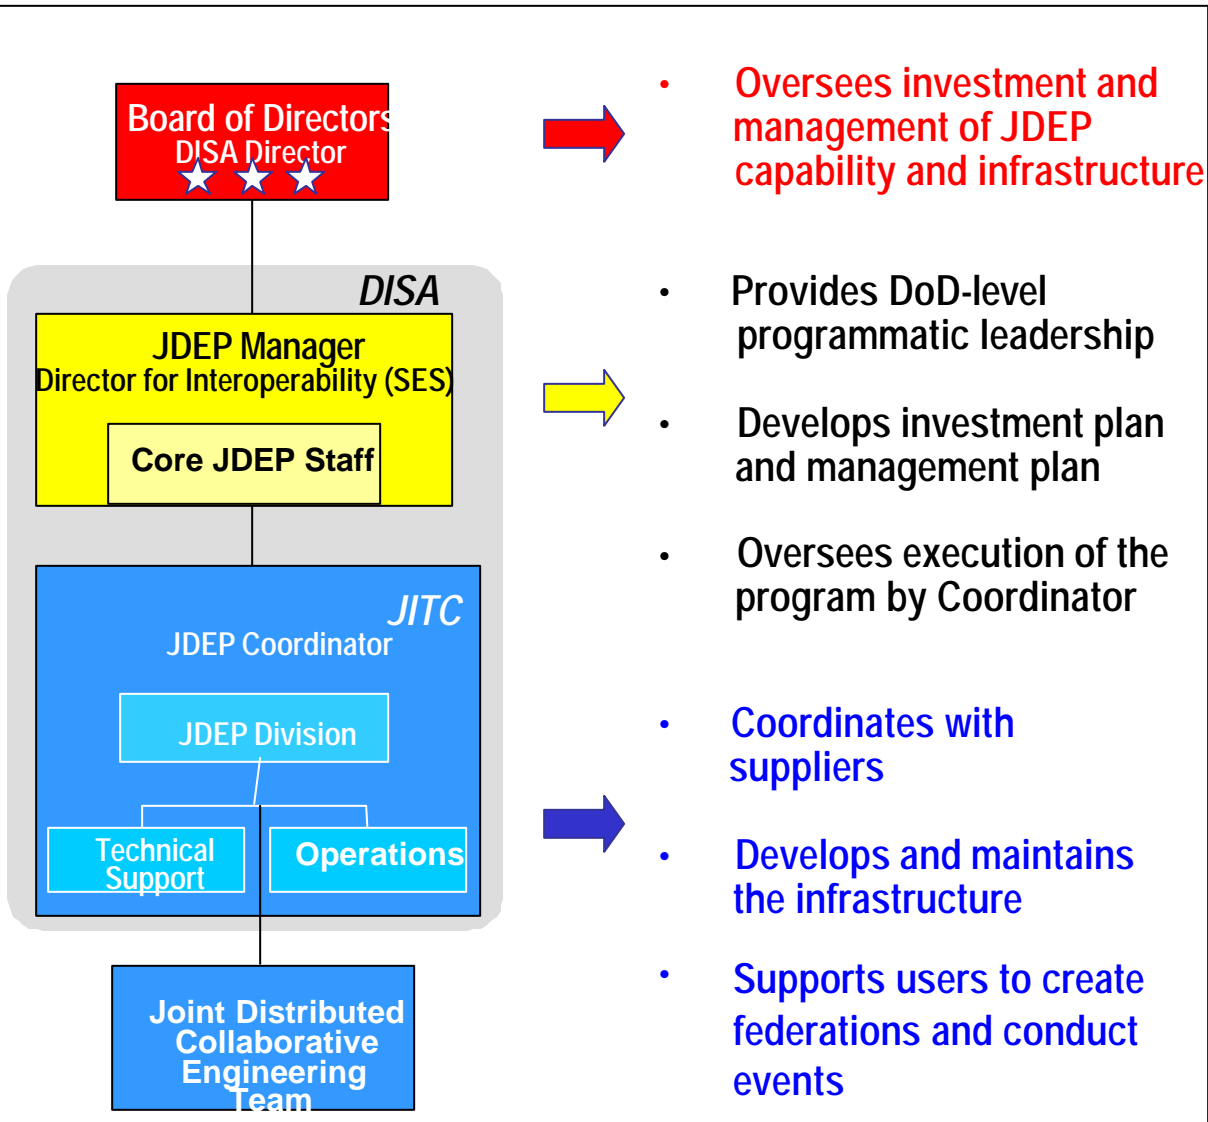 Board of Directors
DISA Director
• Oversees investment and
management of JDEP
capability and infrastructure
DISA
JDEP Manager
Director for Interoperability (SES)
Core JDEP Staff
• Provides DoD-level
programmatic leadership
• Develops investment plan
and management plan
• Oversees execution of the
program by Coordinator
JITC
JDEP Coordinator
JDEP Division
Technical
Support
Operations
• Coordinates with
suppliers
• Develops and maintains
the infrastructure
• Supports users to create
federations and conduct
events
Joint Distributed
Collaborative
Engineering
Team